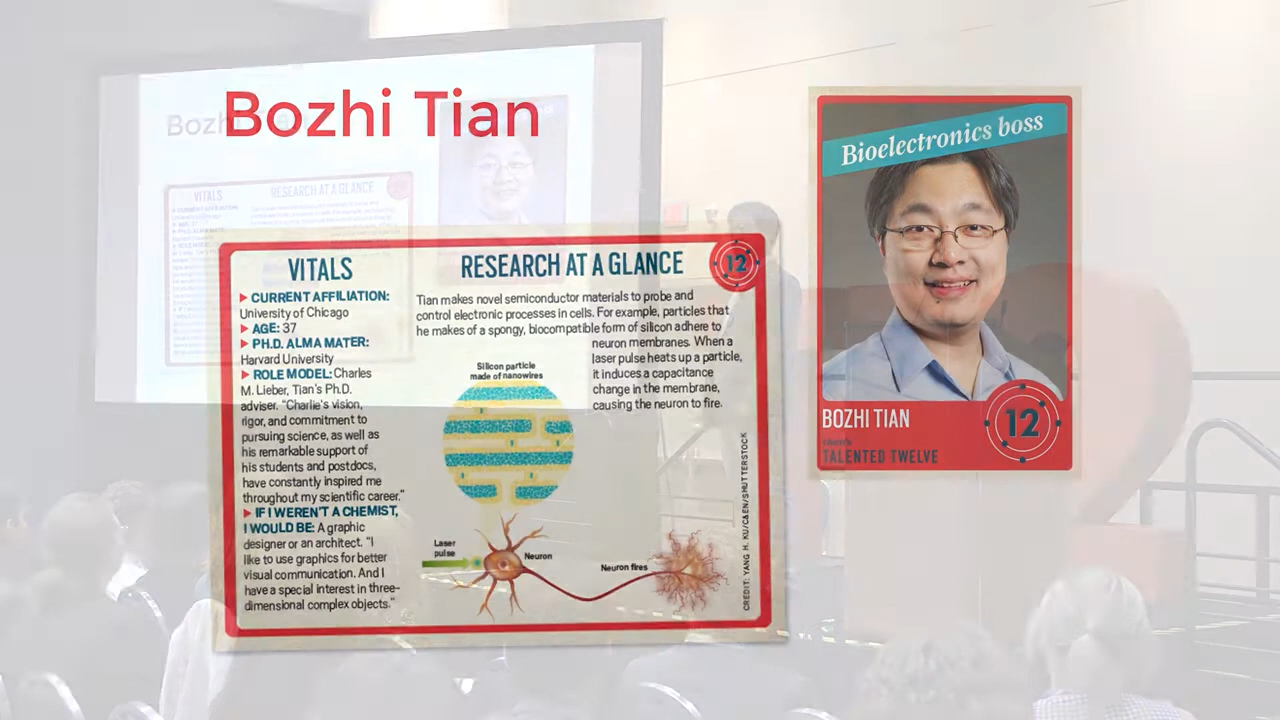 Bozhi Tian
VITALS
▶ CURRENT AFFILIATION:
University of Chicago
▶ AGE: 37
▶ PH.D. ALMA MATER:
Harvard University
▶ ROLE MODEL: Charles
M. Lieber, Tian's Ph.D.
adviser. “Charlie's vision,
rigor, and commitment to
pursuing science, as well as
his remarkable support of
his students and postdocs,
have constantly inspired me
throughout my scientific career.”
▶ IF I WEREN'T A CHEMIST,
I WOULD BE: A graphic
designer or an architect. “I
like to use graphics for better
visual communication. And I
have a special interest in three-
dimensional complex objects.”
RESEARCH AT A GLANCE
12
Tian makes novel semiconductor materials to probe and
control electronic processes in cells. For example, particles that
he makes of a spongy, biocompatible form of silicon adhere to
neuron membranes. When a
laser pulse heats up a particle,
it induces a capacitance
change in the membrane,
causing the neuron to fire.
Silicon particle
made of nanowires
Laser
pulse
Neuron
Neuron fires
CREDIT: YANG H. KU/C&EN/SHUTTERSTOCK
Bioelectronics boss
BOZHI TIAN
12
TALENTED TWELVE
VITALS
RESEARCH AT A GLANCE